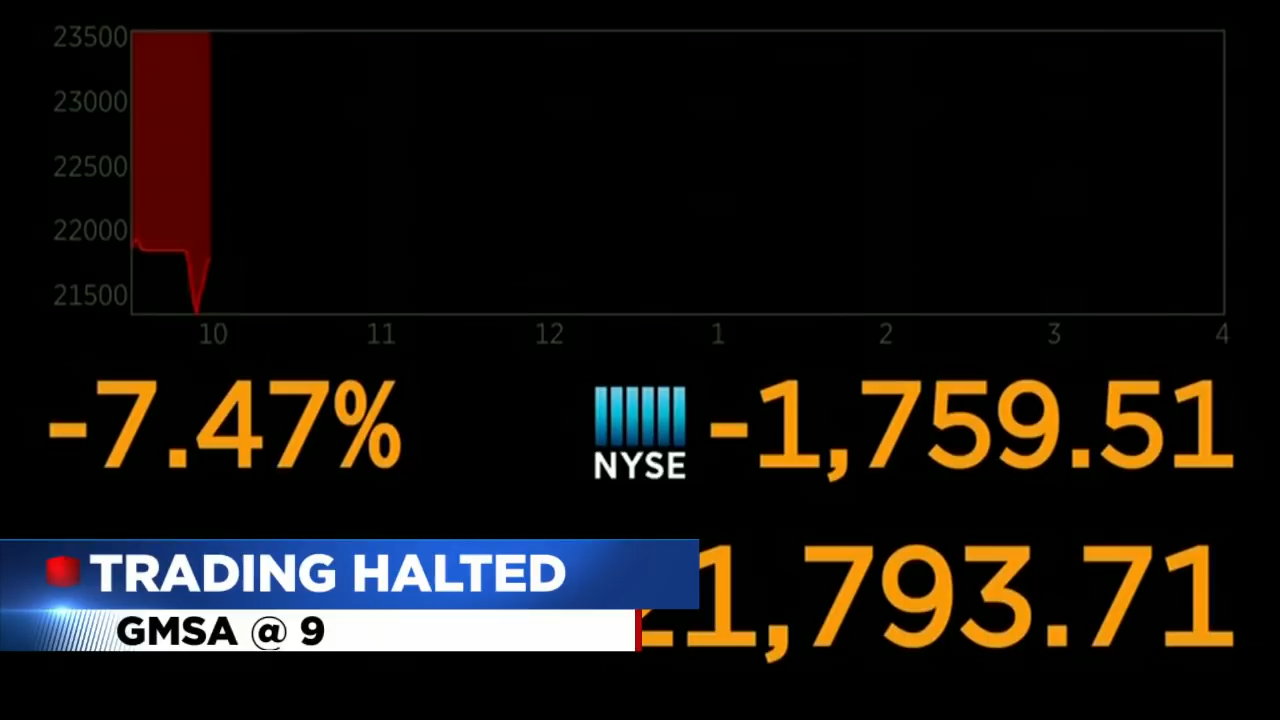 23500
23000
22500
22000
21500
10 11 12 1 2 3 4
-7.47% NYSE -1,759.51
TRADING HALTED
21,793.71
GMSA @ 9